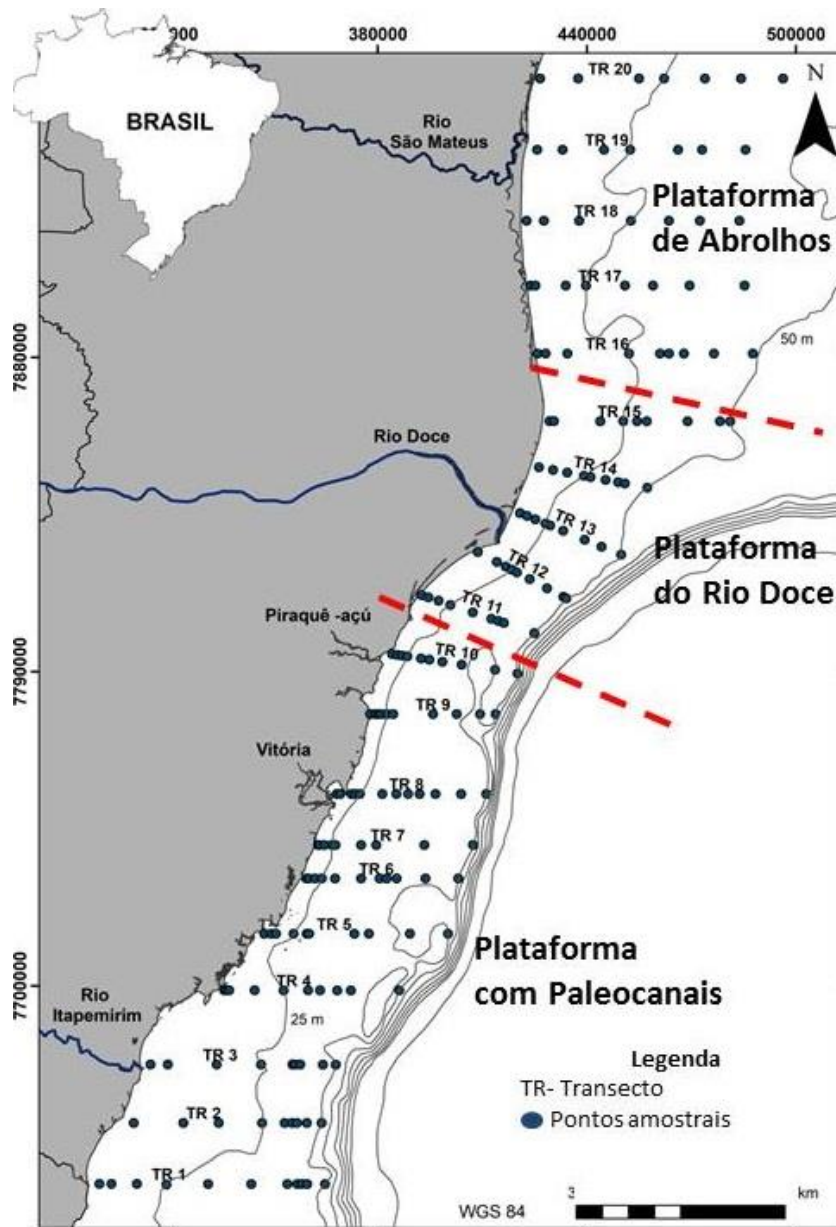 380000
440000
500000
N
BRASIL
Rio
São Mateus
TR 20
TR 19
TR 18
TR 17
TR 16
Plataforma
de Abrolhos
50 m
7880000
Rio Doce
TR 15
TR 14
TR 13
TR 12
TR 11
Plataforma
do Rio Doce
Piraquê -açú
7790000
TR 10
TR 9
Vitória
TR 8
TR 7
TR 6
TR 5
TR 4
Plataforma
com Paleocanais
7700000
Rio
Itapemirim
25 m
TR 3
TR 2
TR 1
Legenda
TR- Transecto
Pontos amostrais
WGS 84
3
km